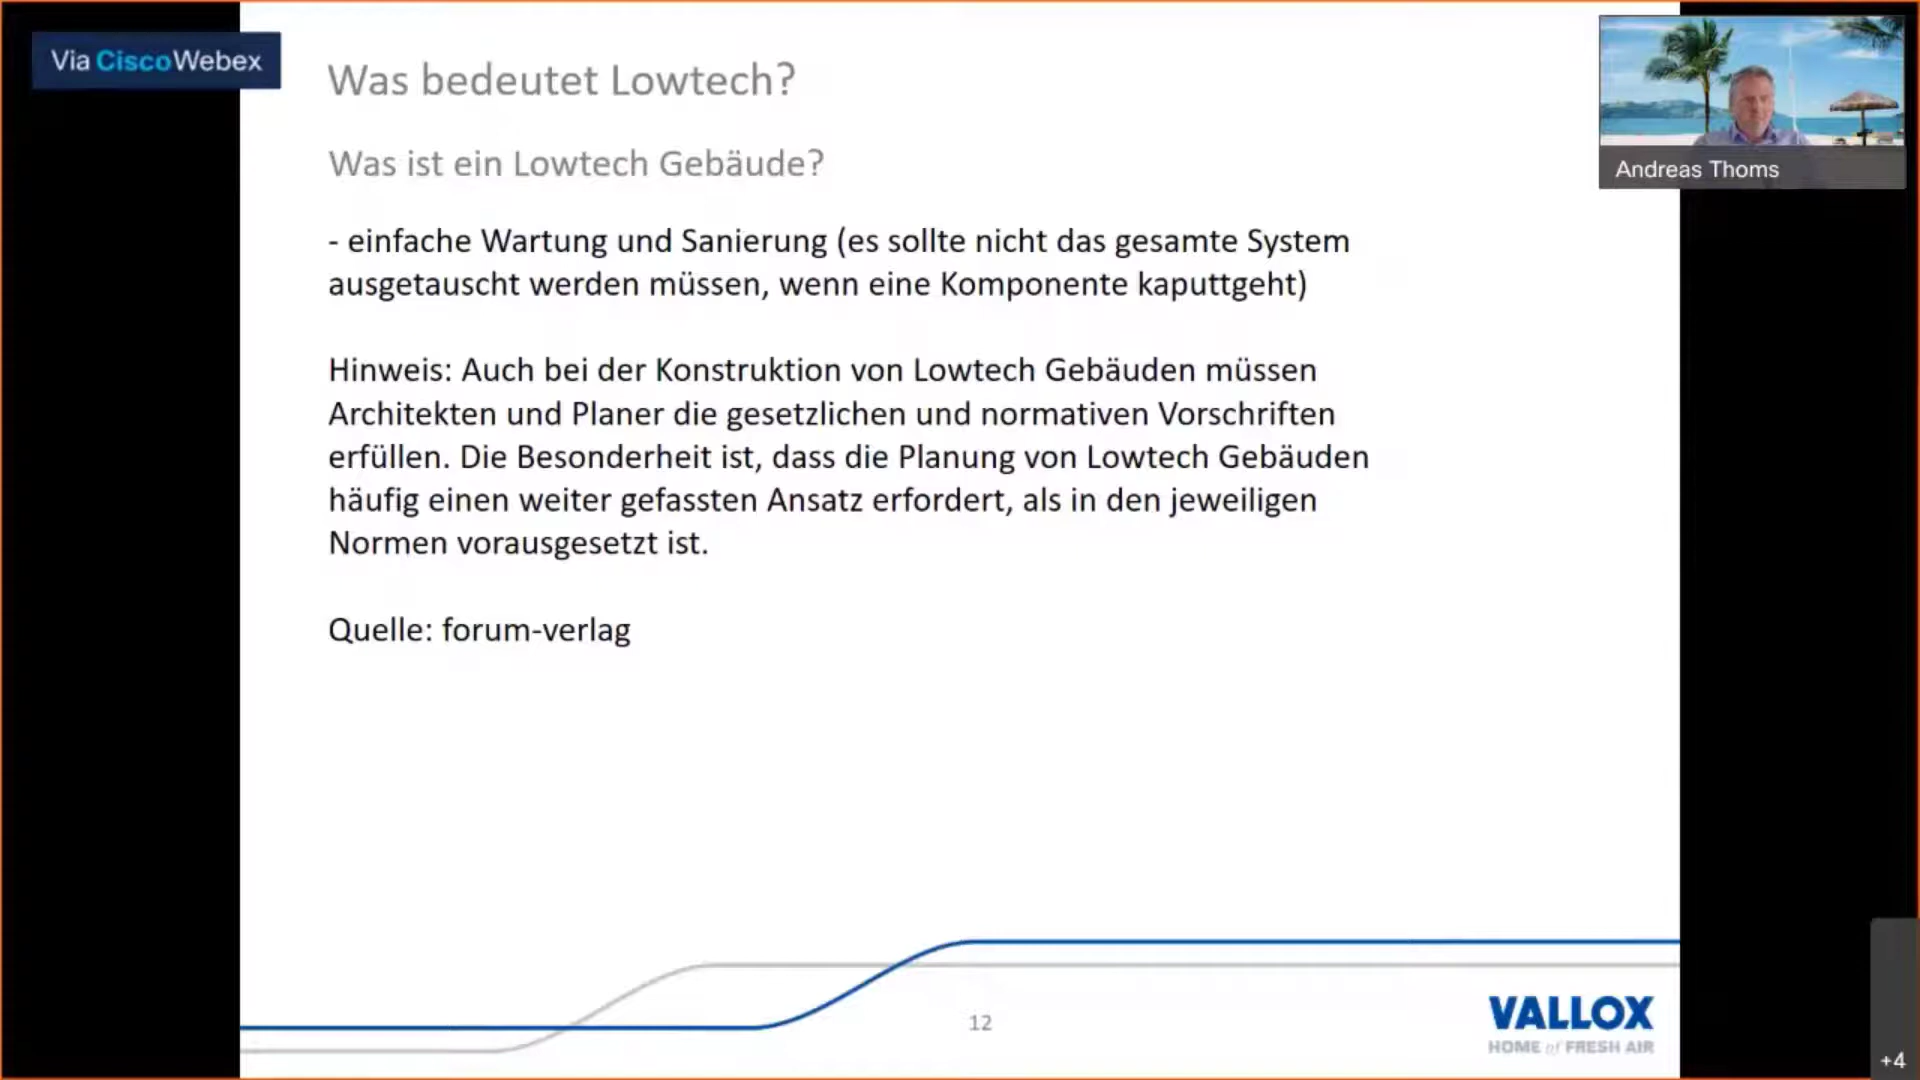 Via CiscoWebex
Was bedeutet Lowtech?
Was ist ein Lowtech Gebäude?
Andreas Thoms
- einfache Wartung und Sanierung (es sollte nicht das gesamte System
ausgetauscht werden müssen, wenn eine Komponente kaputtgeht)
Hinweis: Auch bei der Konstruktion von Lowtech Gebäuden müssen
Architekten und Planer die gesetzlichen und normativen Vorschriften
erfüllen. Die Besonderheit ist, dass die Planung von Lowtech Gebäuden
häufig einen weiter gefassten Ansatz erfordert, als in den jeweiligen
Normen vorausgesetzt ist.
Quelle: forum-verlag
12
VALLOX
HOME of FRESH AIR
+4